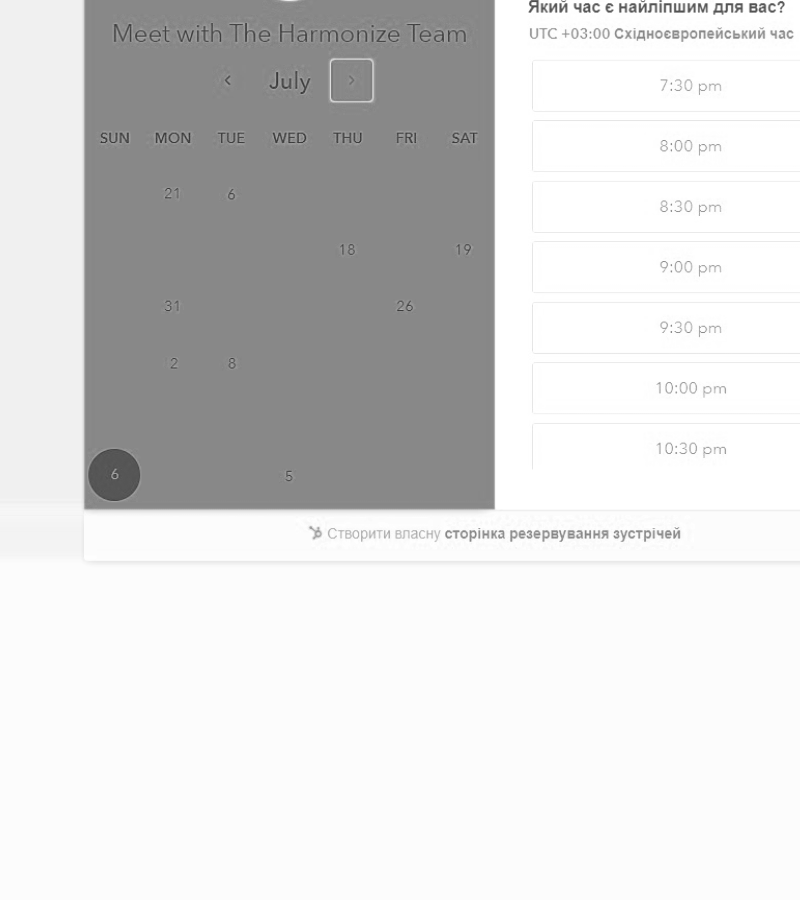 Meet with The Harmonize Team
July
SUN MON TUE WED THU FRI SAT
21 6
18 19
31 26
2 8
6 5
Який час є найліпшим для вас?
UTC +03:00 Східноєвропейський час
7:30 pm
8:00 pm
8:30 pm
9:00 pm
9:30 pm
10:00 pm
10:30 pm
Створити власну сторінка резервування зустрічей